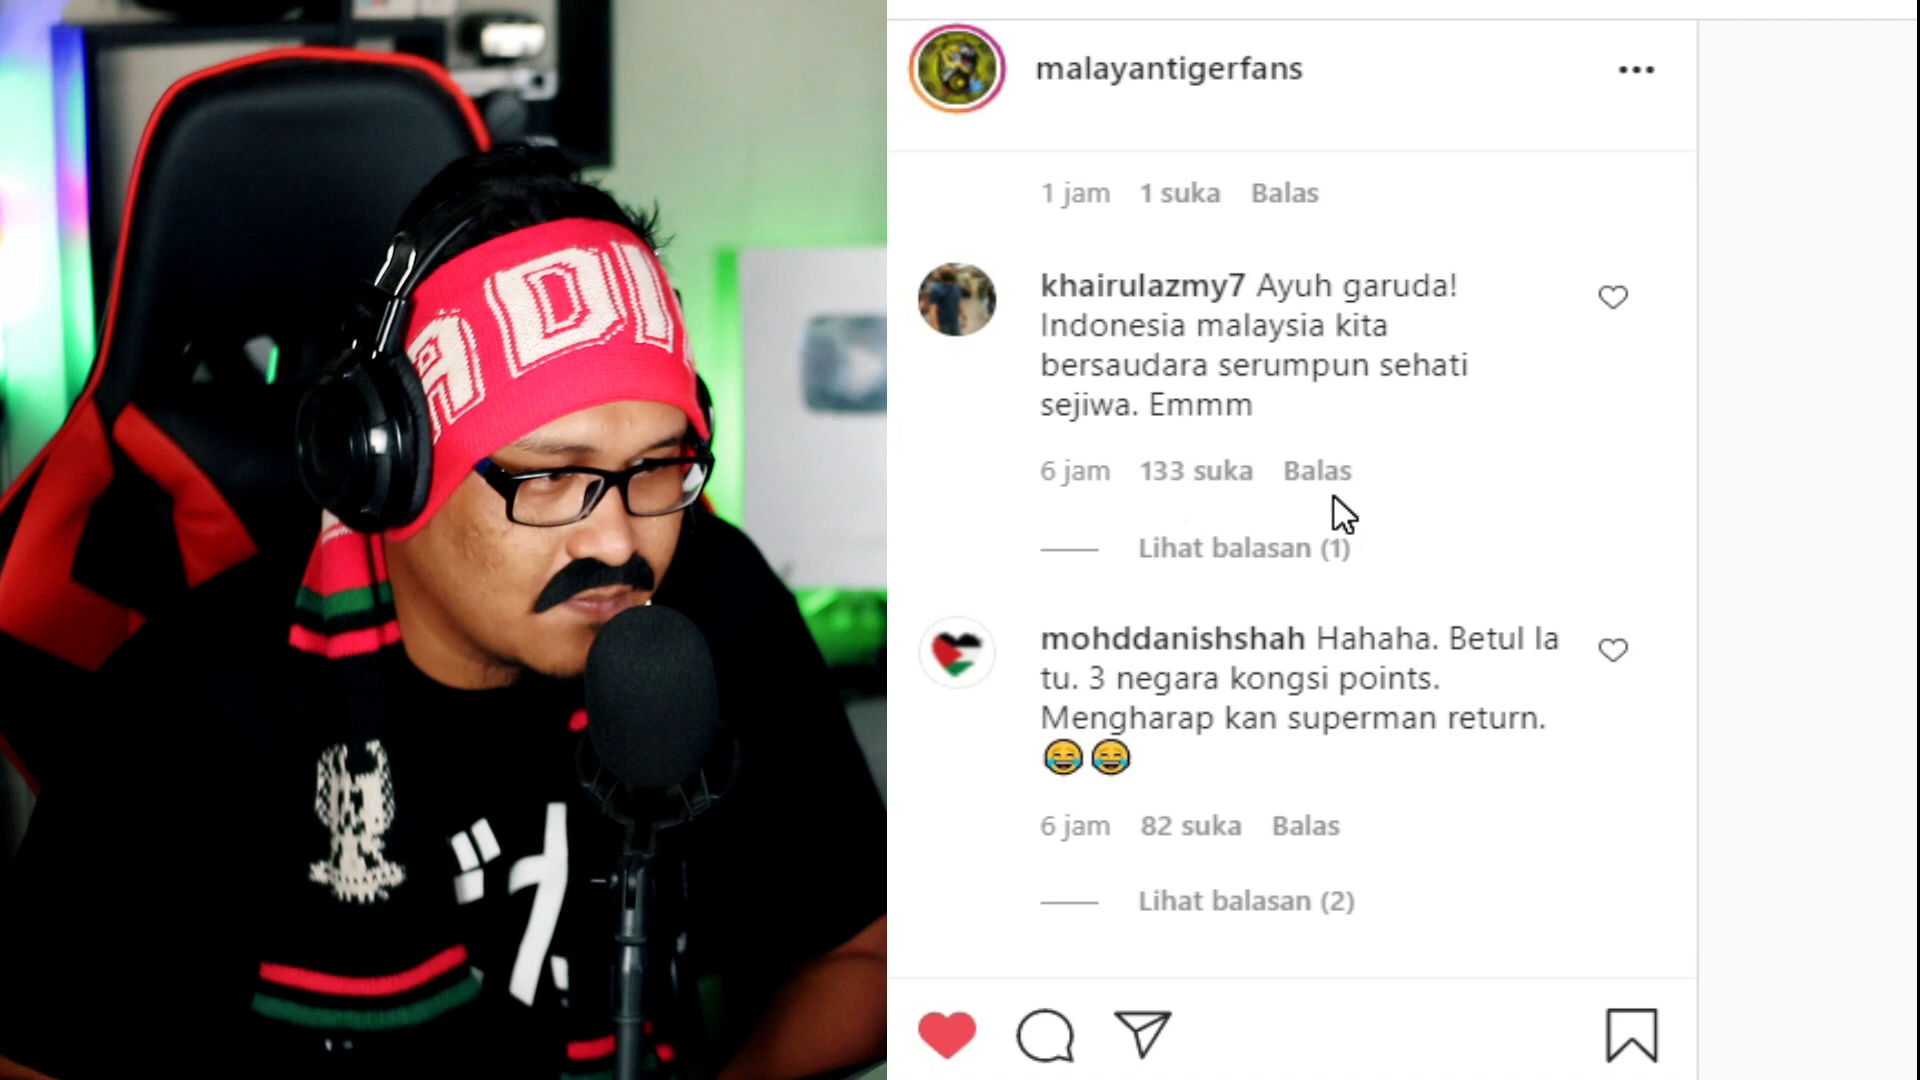 ADI
malayantigerfans
1 jam 1 suka Balas
khairulazmy7 Ayuh garuda!
Indonesia malaysia kita
bersaudara serumpun sehati
sejiwa. Emmm
6 jam 133 suka Balas
Lihat balasan (1)
mohddanishshah Hahaha. Betul la
tu. 3 negara kongsi points.
Mengharap kan superman return.
😂😂
6 jam 82 suka Balas
Lihat balasan (2)